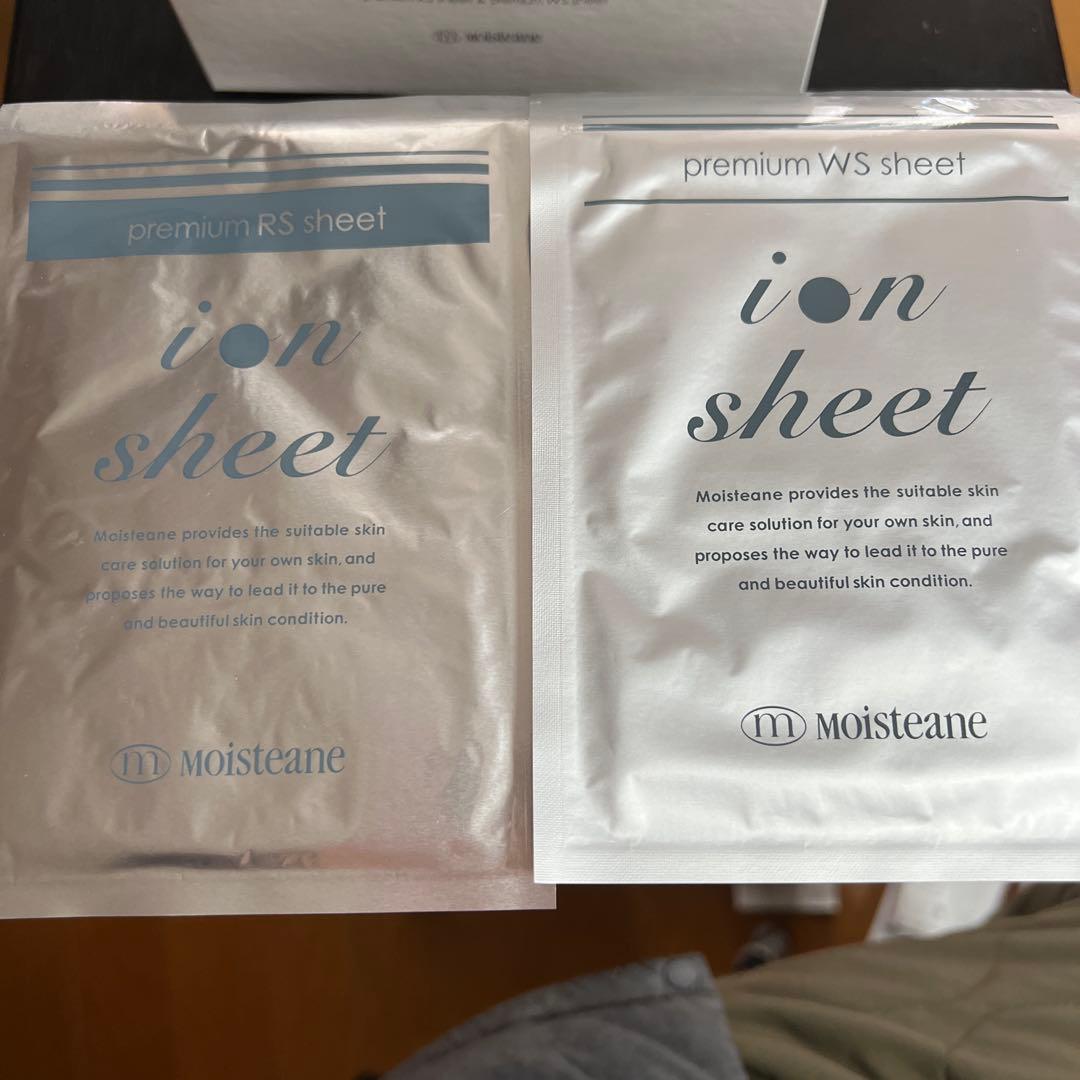 m Moisteane
premium RS sheet
ion
sheet
Moisteane provides the suitable skin
care solution for your own skin, and
proposes the way to lead it to the pure
and beautiful skin condition.
m Moisteane
premium WS sheet
ion
sheet
Moisteane provides the suitable skin
care solution for your own skin, and
proposes the way to lead it to the pure
and beautiful skin condition.
m Moisteane